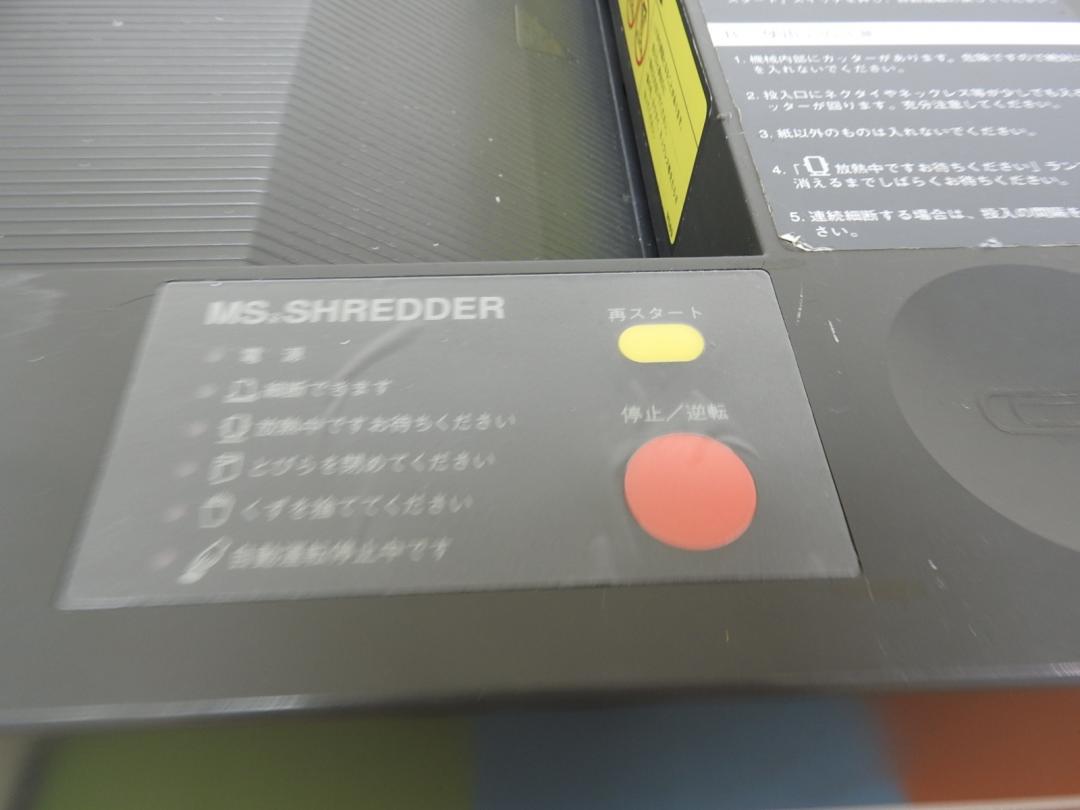 1. 機械内部にカッターがあります。危険ですので絶対に
を入れないでください。
2. 投入口にネクタイやネックレス等が少しでも
ッターが回ります。充分注意してください。
3. 紙以外のものは入れないでください。
4. 「放熱中ですお待ちください」ラン
消えるまでしばらくお待ちください。
5. 連続細断する場合は、投入の間隔を
さい。
MS SHREDDER
電 源
細断できます
放熱中ですお待ちください
とびらを閉めてください
くずを捨ててください
自動運転停止中です
再スタート
停止／逆転